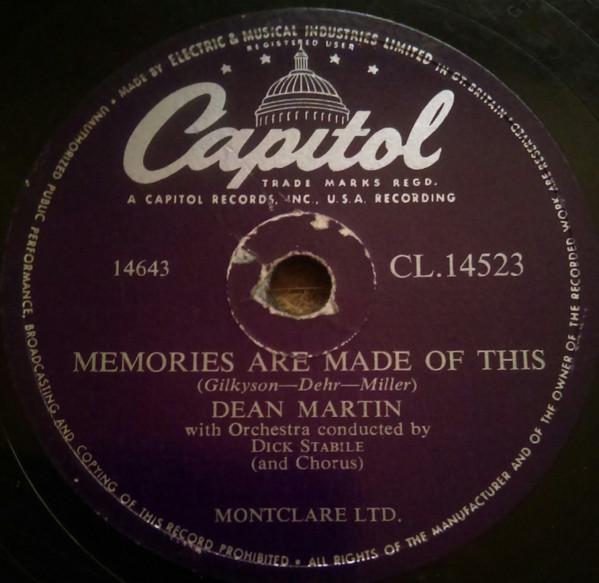 MADE BY ELECTRIC & MUSICAL INDUSTRIES LIMITED IN GT. BRITAIN • ALL RIGHTS OF THE MANUFACTURER AND OF THE OWNER OF THE RECORDED WORK ARE RESERVED • UNAUTHORIZED PUBLIC PERFORMANCE, BROADCASTING AND COPYING OF THIS RECORD PROHIBITED •
REGISTERED USER
Capitol
TRADE MARKS REGD.
A CAPITOL RECORDS, INC., U.S.A. RECORDING
14643
CL.14523
MEMORIES ARE MADE OF THIS
(Gilkyson—Dehr—Miller)
DEAN MARTIN
with Orchestra conducted by
DICK STABILE
(and Chorus)
MONTCLARE LTD.